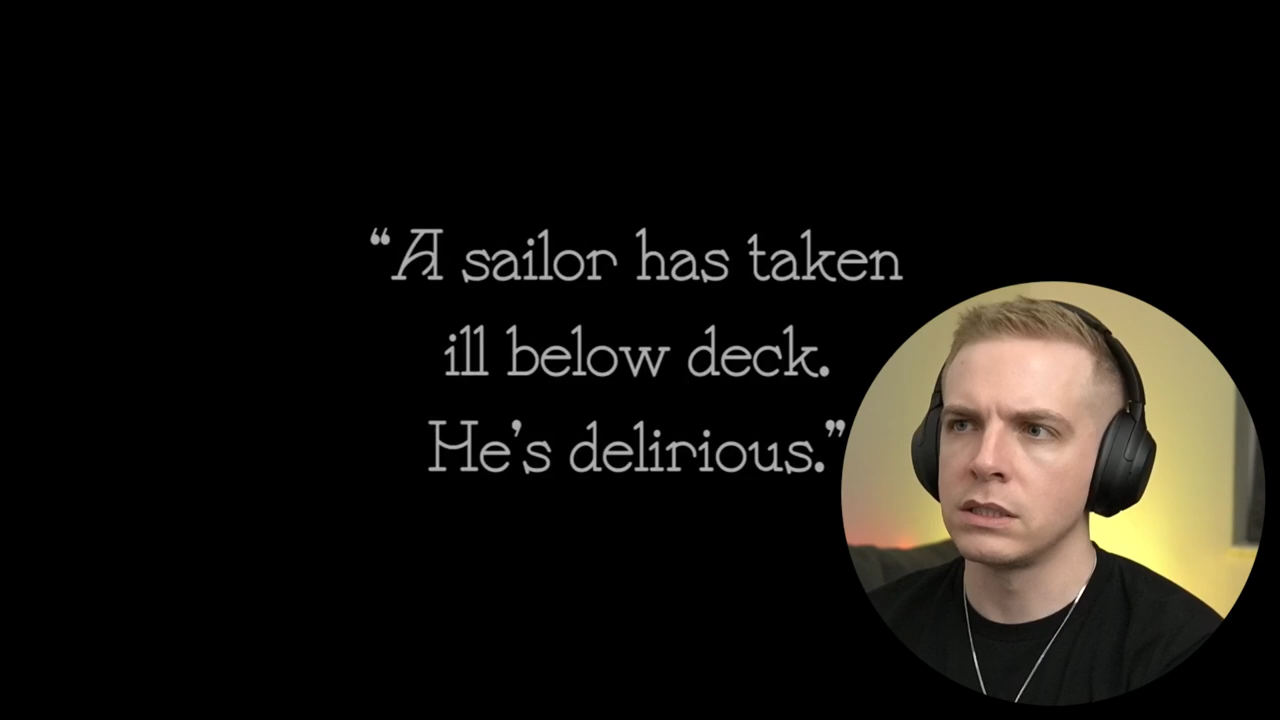 “A sailor has taken
ill below deck.
He’s delirious.”